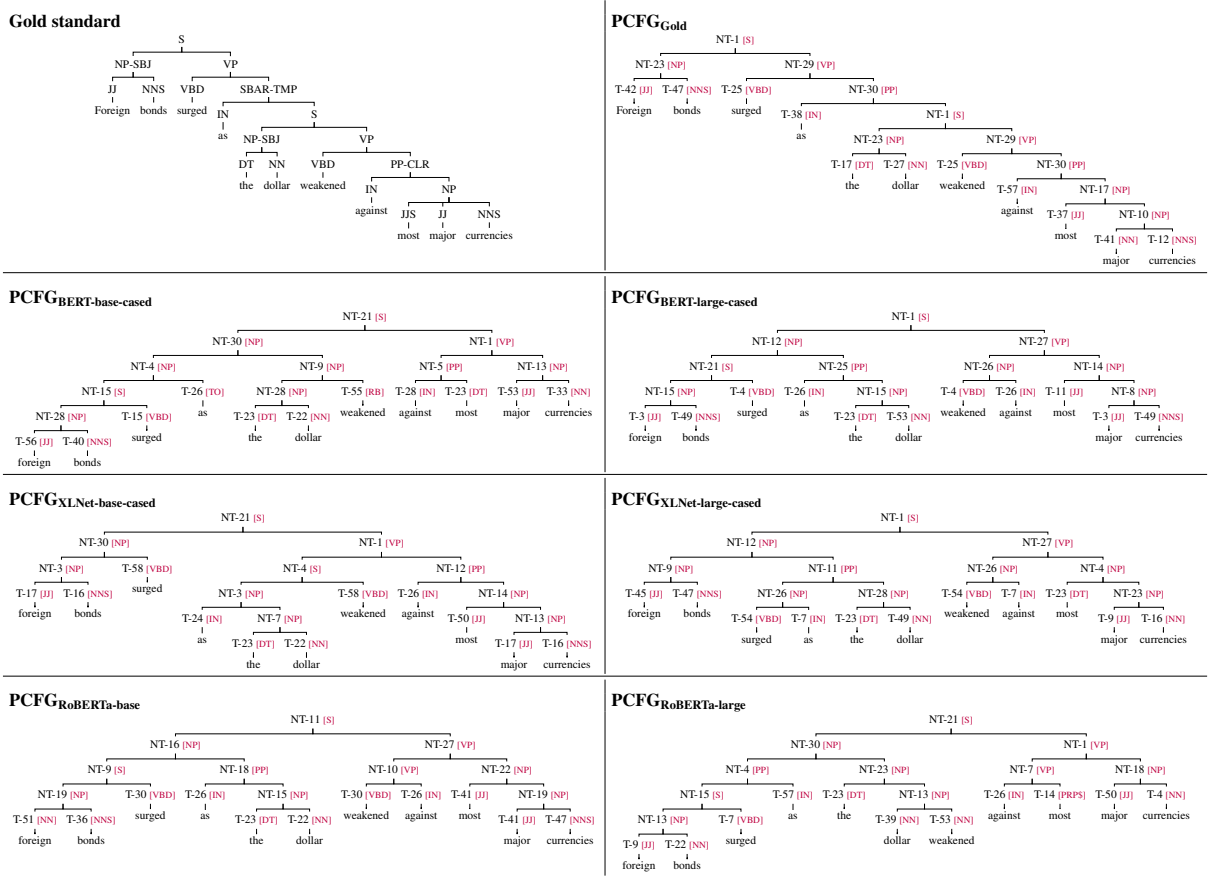 Gold standard
S
NP-SBJ VP
JJ NNS VBD SBAR-TMP
Foreign bonds surged IN S
as NP-SBJ VP
DT NN VBD PP-CLR
the dollar weakened IN NP
against JJS JJ NNS
most major currencies
PCFG Gold
NT-1 [S]
NT-23 [NP] NT-29 [VP]
T-42 [JJ] T-47 [NNS] T-25 [VBD] NT-30 [PP]
Foreign bonds surged T-38 [IN] NT-1 [S]
as NT-23 [NP] NT-29 [VP]
T-17 [DT] T-27 [NN] T-25 [VBD] NT-30 [PP]
the dollar weakened T-57 [IN] NT-17 [NP]
against T-37 [JJ] NT-10 [NP]
most T-41 [NN] T-12 [NNS]
major currencies
PCFG BERT-base-cased
NT-21 [S]
NT-30 [NP] NT-1 [VP]
NT-4 [NP] NT-9 [NP] NT-5 [PP] NT-13 [NP]
NT-15 [S] T-26 [TO] NT-28 [NP] T-55 [RB] T-28 [IN] T-23 [DT] T-53 [JJ] T-33 [NN]
NT-28 [NP] T-15 [VBD] as T-23 [DT] T-22 [NN] weakened against most major currencies
T-56 [JJ] T-40 [NNS] surged the dollar
foreign bonds
PCFG BERT-large-cased
NT-1 [S]
NT-12 [NP] NT-27 [VP]
NT-21 [S] NT-25 [PP] NT-26 [NP] NT-14 [NP]
NT-15 [NP] T-4 [VBD] T-26 [IN] NT-15 [NP] T-4 [VBD] T-26 [IN] T-11 [JJ] NT-8 [NP]
T-3 [JJ] T-49 [NNS] surged as T-23 [DT] T-53 [NN] weakened against most T-3 [JJ] T-49 [NNS]
foreign bonds the dollar major currencies
PCFG XLNet-base-cased
NT-21 [S]
NT-30 [NP] NT-1 [VP]
NT-3 [NP] T-58 [VBD] NT-4 [S] NT-12 [PP]
T-17 [JJ] T-16 [NNS] surged NT-3 [NP] T-58 [VBD] T-26 [IN] NT-14 [NP]
foreign bonds T-24 [IN] NT-7 [NP] weakened against T-50 [JJ] NT-13 [NP]
as T-23 [DT] T-22 [NN] most T-17 [JJ] T-16 [NNS]
the dollar major currencies
PCFG XLNet-large-cased
NT-1 [S]
NT-12 [NP] NT-27 [VP]
NT-9 [NP] NT-11 [PP] NT-26 [NP] NT-4 [NP]
T-45 [JJ] T-47 [NNS] NT-26 [NP] NT-28 [NP] T-54 [VBD] T-7 [IN] T-23 [DT] NT-23 [NP]
foreign bonds T-54 [VBD] T-7 [IN] T-23 [DT] T-49 [NN] weakened against most T-9 [JJ] T-16 [NN]
surged as the dollar major currencies
PCFG RoBERTa-base
NT-11 [S]
NT-16 [NP] NT-27 [VP]
NT-9 [S] NT-18 [PP] NT-10 [VP] NT-22 [NP]
NT-19 [NP] T-30 [VBD] T-26 [IN] NT-15 [NP] T-30 [VBD] T-26 [IN] T-41 [JJ] NT-19 [NP]
T-51 [NN] T-36 [NNS] surged as T-23 [DT] T-22 [NN] weakened against most T-41 [JJ] T-47 [NNS]
foreign bonds the dollar major currencies
PCFG RoBERTa-large
NT-21 [S]
NT-30 [NP] NT-1 [VP]
NT-4 [PP] NT-23 [NP] NT-7 [VP] NT-18 [NP]
NT-15 [S] T-57 [IN] T-23 [DT] NT-13 [NP] T-26 [IN] T-14 [PRP$] T-50 [JJ] T-4 [NN]
NT-13 [NP] T-7 [VBD] as the T-39 [NN] T-53 [NN] against most major currencies
T-9 [JJ] T-22 [NN] surged dollar weakened
foreign bonds